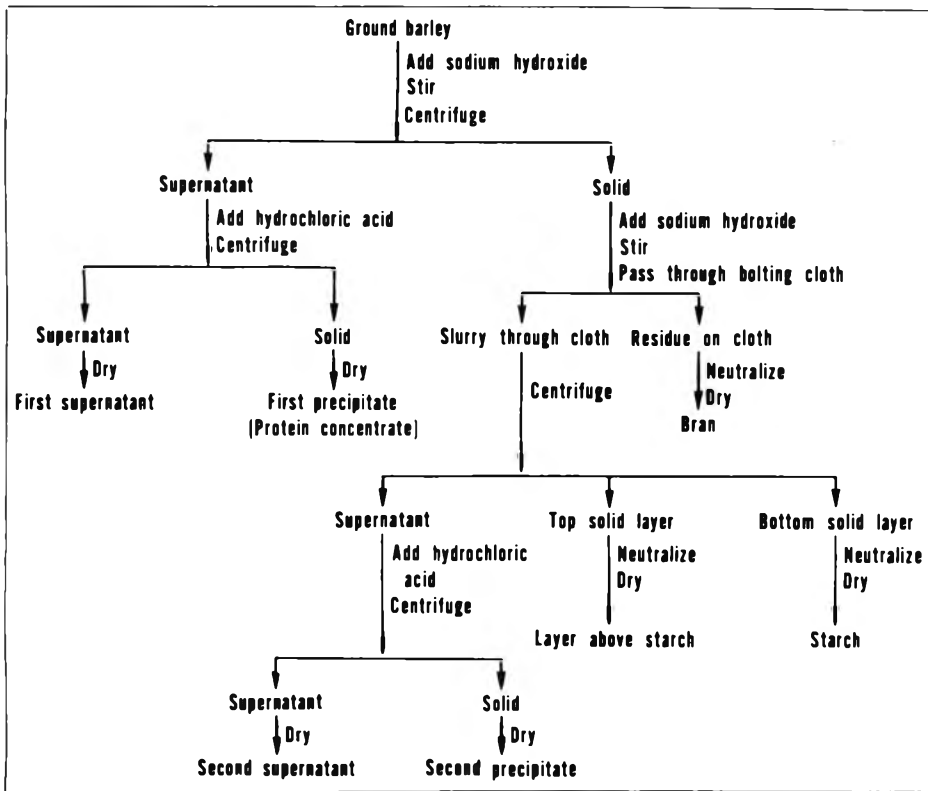 Ground barley
Add sodium hydroxide
Stir
Centrifuge
Supernatant
Solid
Add hydrochloric acid
Centrifuge
Add sodium hydroxide
Stir
Pass through bolting cloth
Supernatant
Solid
Slurry through cloth
Residue on cloth
Dry
Dry
Centrifuge
Neutralize
Dry
First supernatant
First precipitate
(Protein concentrate)
Bran
Supernatant
Top solid layer
Bottom solid layer
Add hydrochloric
acid
Centrifuge
Neutralize
Dry
Neutralize
Dry
Layer above starch
Starch
Supernatant
Solid
Dry
Dry
Second supernatant
Second precipitate